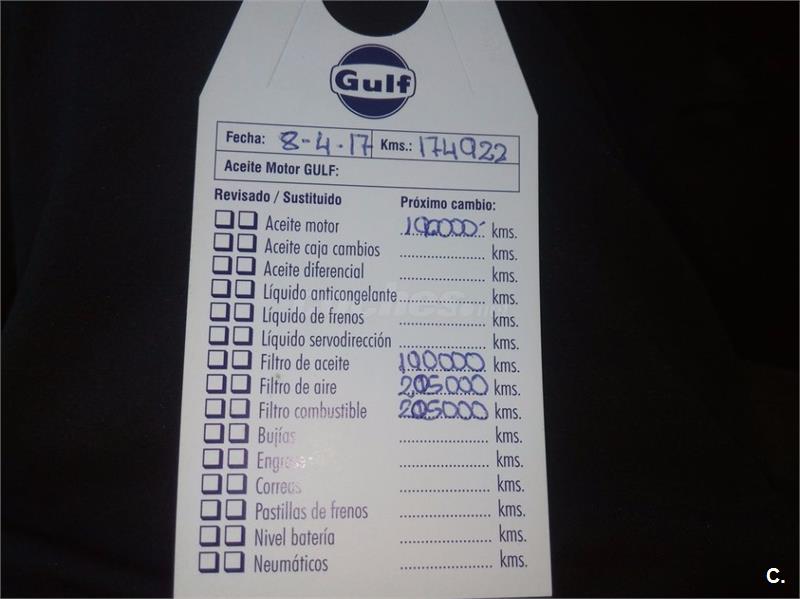 Gulf
Fecha: 8-4-17 Kms.: 174922
Aceite Motor GULF:
Revisado / Sustituido Próximo cambio:
Aceite motor 190000 kms.
Aceite caja cambios kms.
Aceite diferencial kms.
Líquido anticongelante kms.
Líquido de frenos kms.
Líquido servodirección kms.
Filtro de aceite 190000 kms.
Filtro de aire 205000 kms.
Filtro combustible 205000 kms.
Bujías kms.
Engrase kms.
Correas kms.
Pastillas de frenos kms.
Nivel batería kms.
Neumáticos kms.
C.